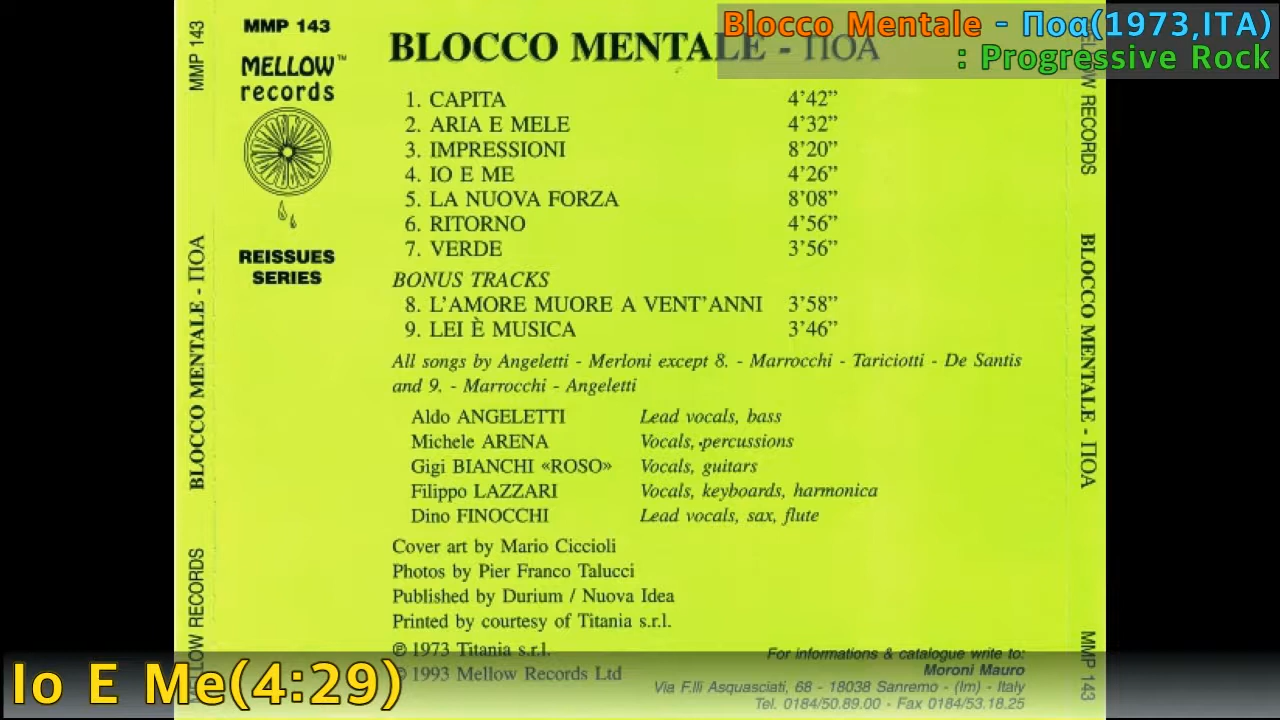 Blocco Mentale - Ποα(1973,ITA)
: Progressive Rock
MMP 143
MELLOW™
records
REISSUES
SERIES
BLOCCO MENTALE - ΠΟΑ
1. CAPITA 4’42”
2. ARIA E MELE 4’32”
3. IMPRESSIONI 8’20”
4. IO E ME 4’26”
5. LA NUOVA FORZA 8’08”
6. RITORNO 4’56”
7. VERDE 3’56”
BONUS TRACKS
8. L’AMORE MUORE A VENT’ANNI 3’58”
9. LEI È MUSICA 3’46”
All songs by Angeletti - Merloni except 8. - Marrocchi - Tariciotti - De Santis
and 9. - Marrocchi - Angeletti
Aldo ANGELETTI Lead vocals, bass
Michele ARENA Vocals, percussions
Gigi BIANCHI «ROSO» Vocals, guitars
Filippo LAZZARI Vocals, keyboards, harmonica
Dino FINOCCHI Lead vocals, sax, flute
Cover art by Mario Ciccioli
Photos by Pier Franco Talucci
Published by Durium / Nuova Idea
Printed by courtesy of Titania s.r.l.
℗ 1973 Titania s.r.l.
© 1993 Mellow Records Ltd
For informations & catalogue write to:
Moroni Mauro
Via F.lli Asquasciati, 68 - 18038 Sanremo - (Im) - Italy
Tel. 0184/50.89.00 - Fax 0184/53.18.25
MMP 143
BLOCCO MENTALE - ΠΟΑ
MELLOW RECORDS
MELLOW RECORDS
BLOCCO MENTALE - ΠΟΑ
MMP 143
Io E Me(4:29)